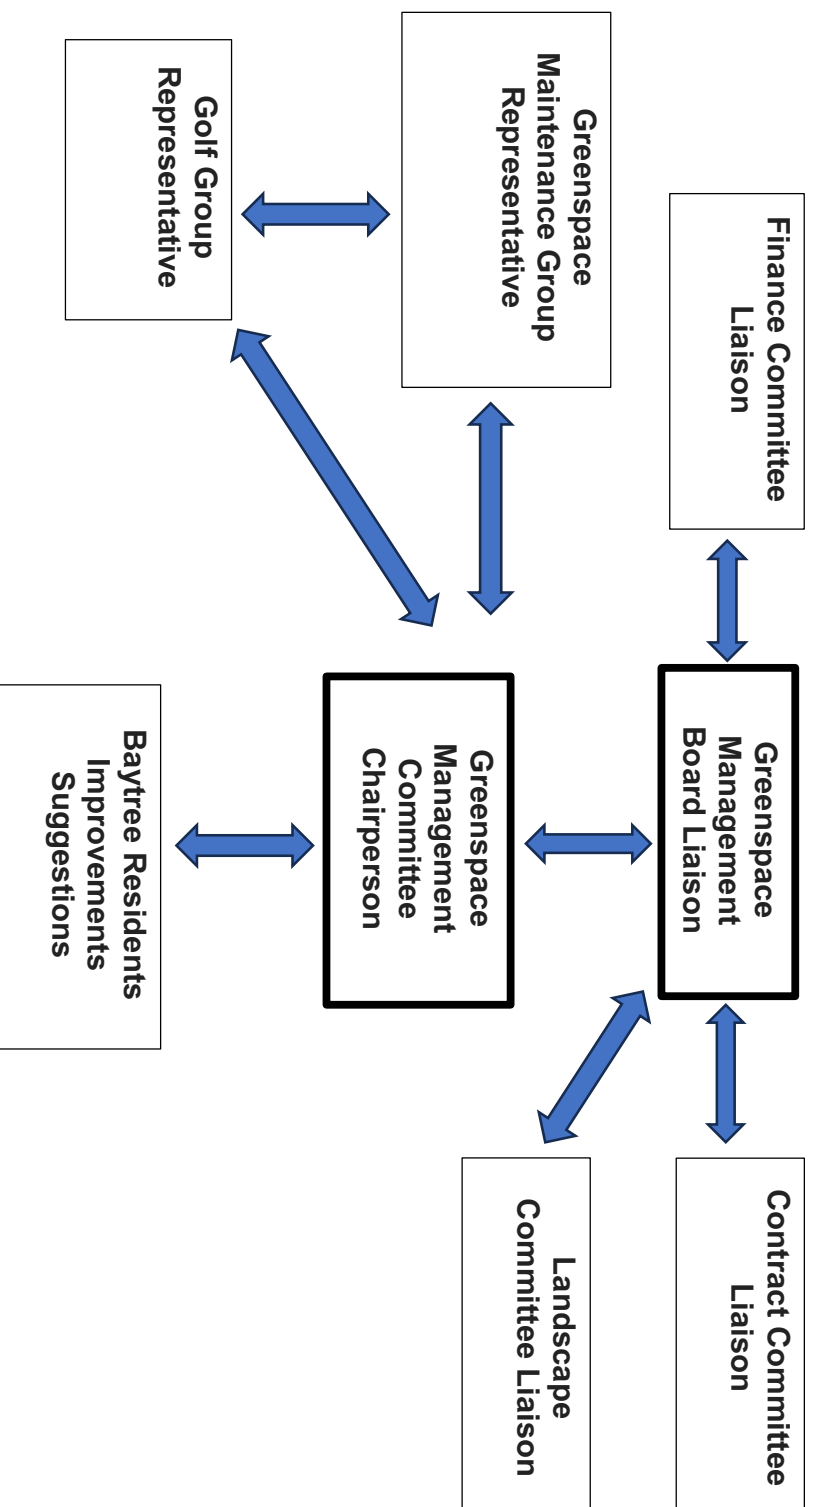 Finance Committee
Liaison
Greenspace
Management
Board Liaison
Contract Committee
Liaison
Greenspace
Maintenance Group
Representative
Greenspace
Management
Committee
Chairperson
Landscape
Committee Liaison
Golf Group
Representative
Baytree Residents
Improvements
Suggestions